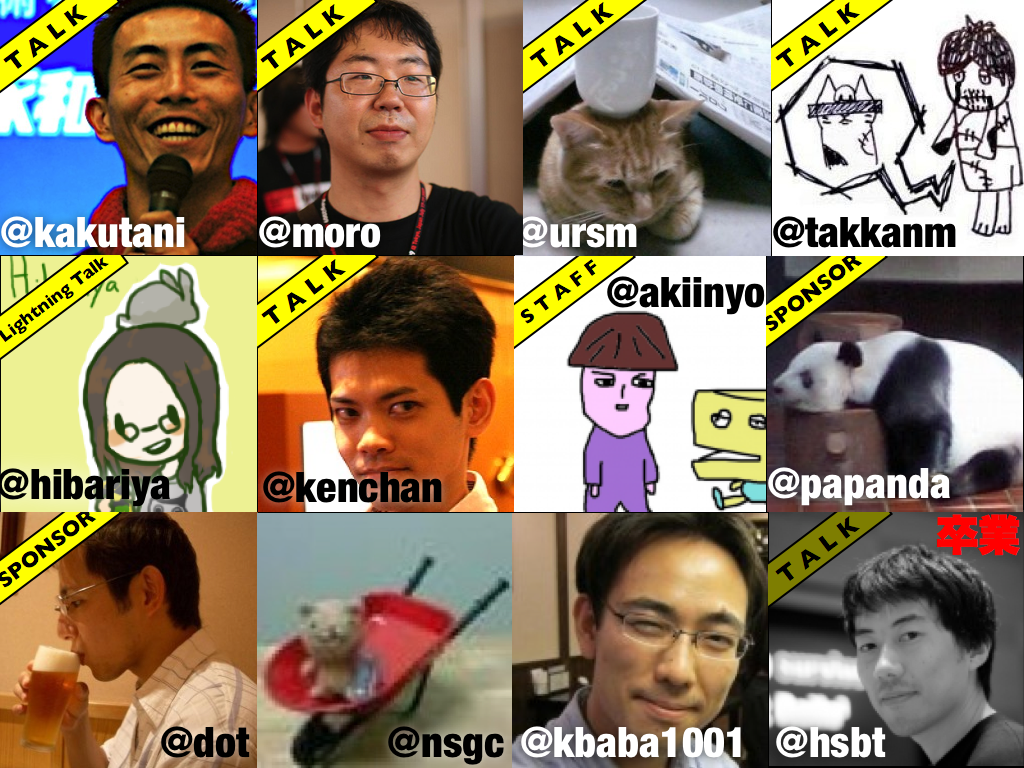 TALK
@kakutani
TALK
@moro
TALK
@ursm
TALK
@takkanm
Lightning Talk
@hibariya
TALK
@kenchan
STAFF
@akiinyo
SPONSOR
@papanda
SPONSOR
@dot
@nsgc
@kbaba1001
TALK
卒業
@hsbt